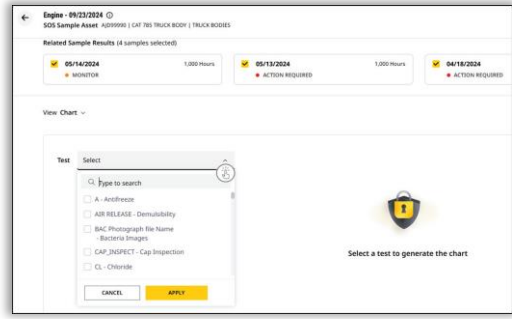 Engine - 09/23/2024
SOS Sample Asset AJD99990 | CAT 785 TRUCK BODY | TRUCK BODIES
Related Sample Results (4 samples selected)
05/14/2024 1,000 Hours
MONITOR
05/13/2024 1,000 Hours
ACTION REQUIRED
04/18/2024
ACTION REQUIRED
View Chart
Test Select
Type to search
A - Antifreeze
AIR RELEASE - Demulsibility
BAC Photograph file Name
- Bacteria Images
CAP_INSPECT - Cap Inspection
CL - Chloride
CANCEL APPLY
Select a test to generate the chart